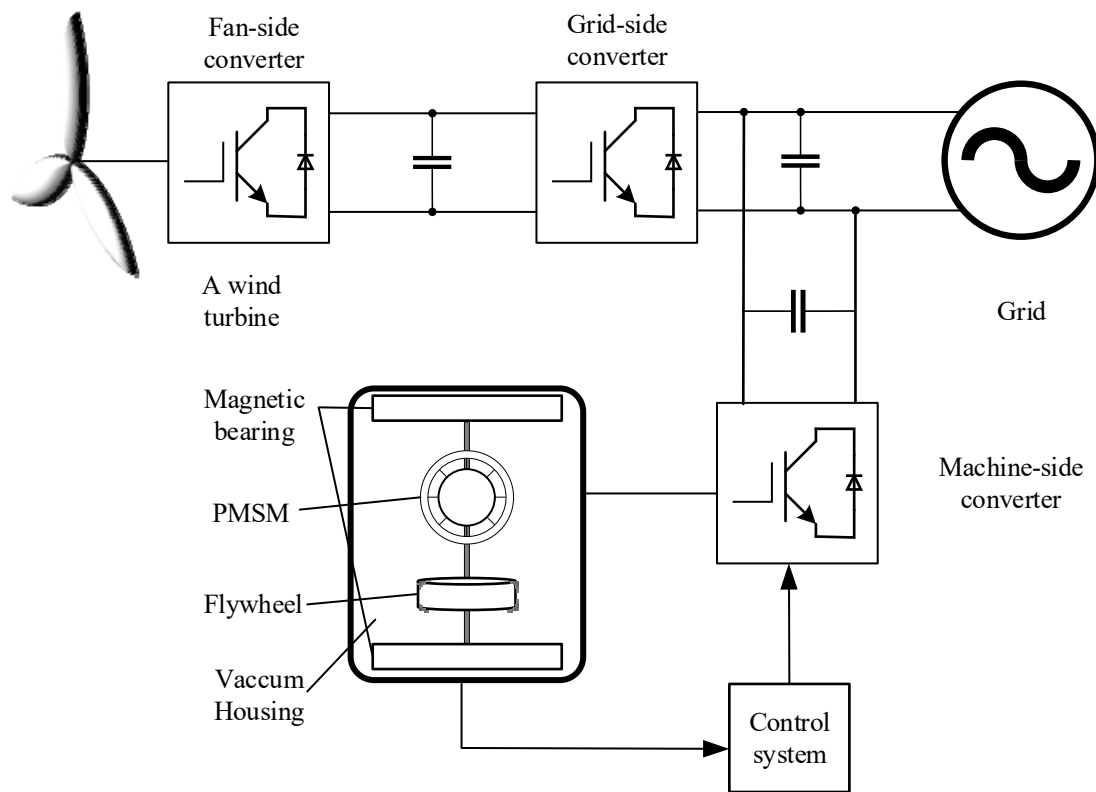 Fan-side
converter
Grid-side
converter
A wind
turbine
Grid
Magnetic
bearing
PMSM
Flywheel
Vaccum
Housing
Machine-side
converter
Control
system